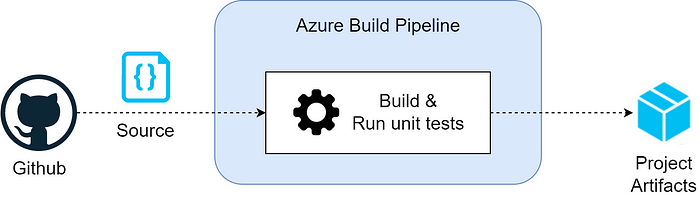 Azure Build Pipeline
Github
Source
Build &
Run unit tests
Project
Artifacts